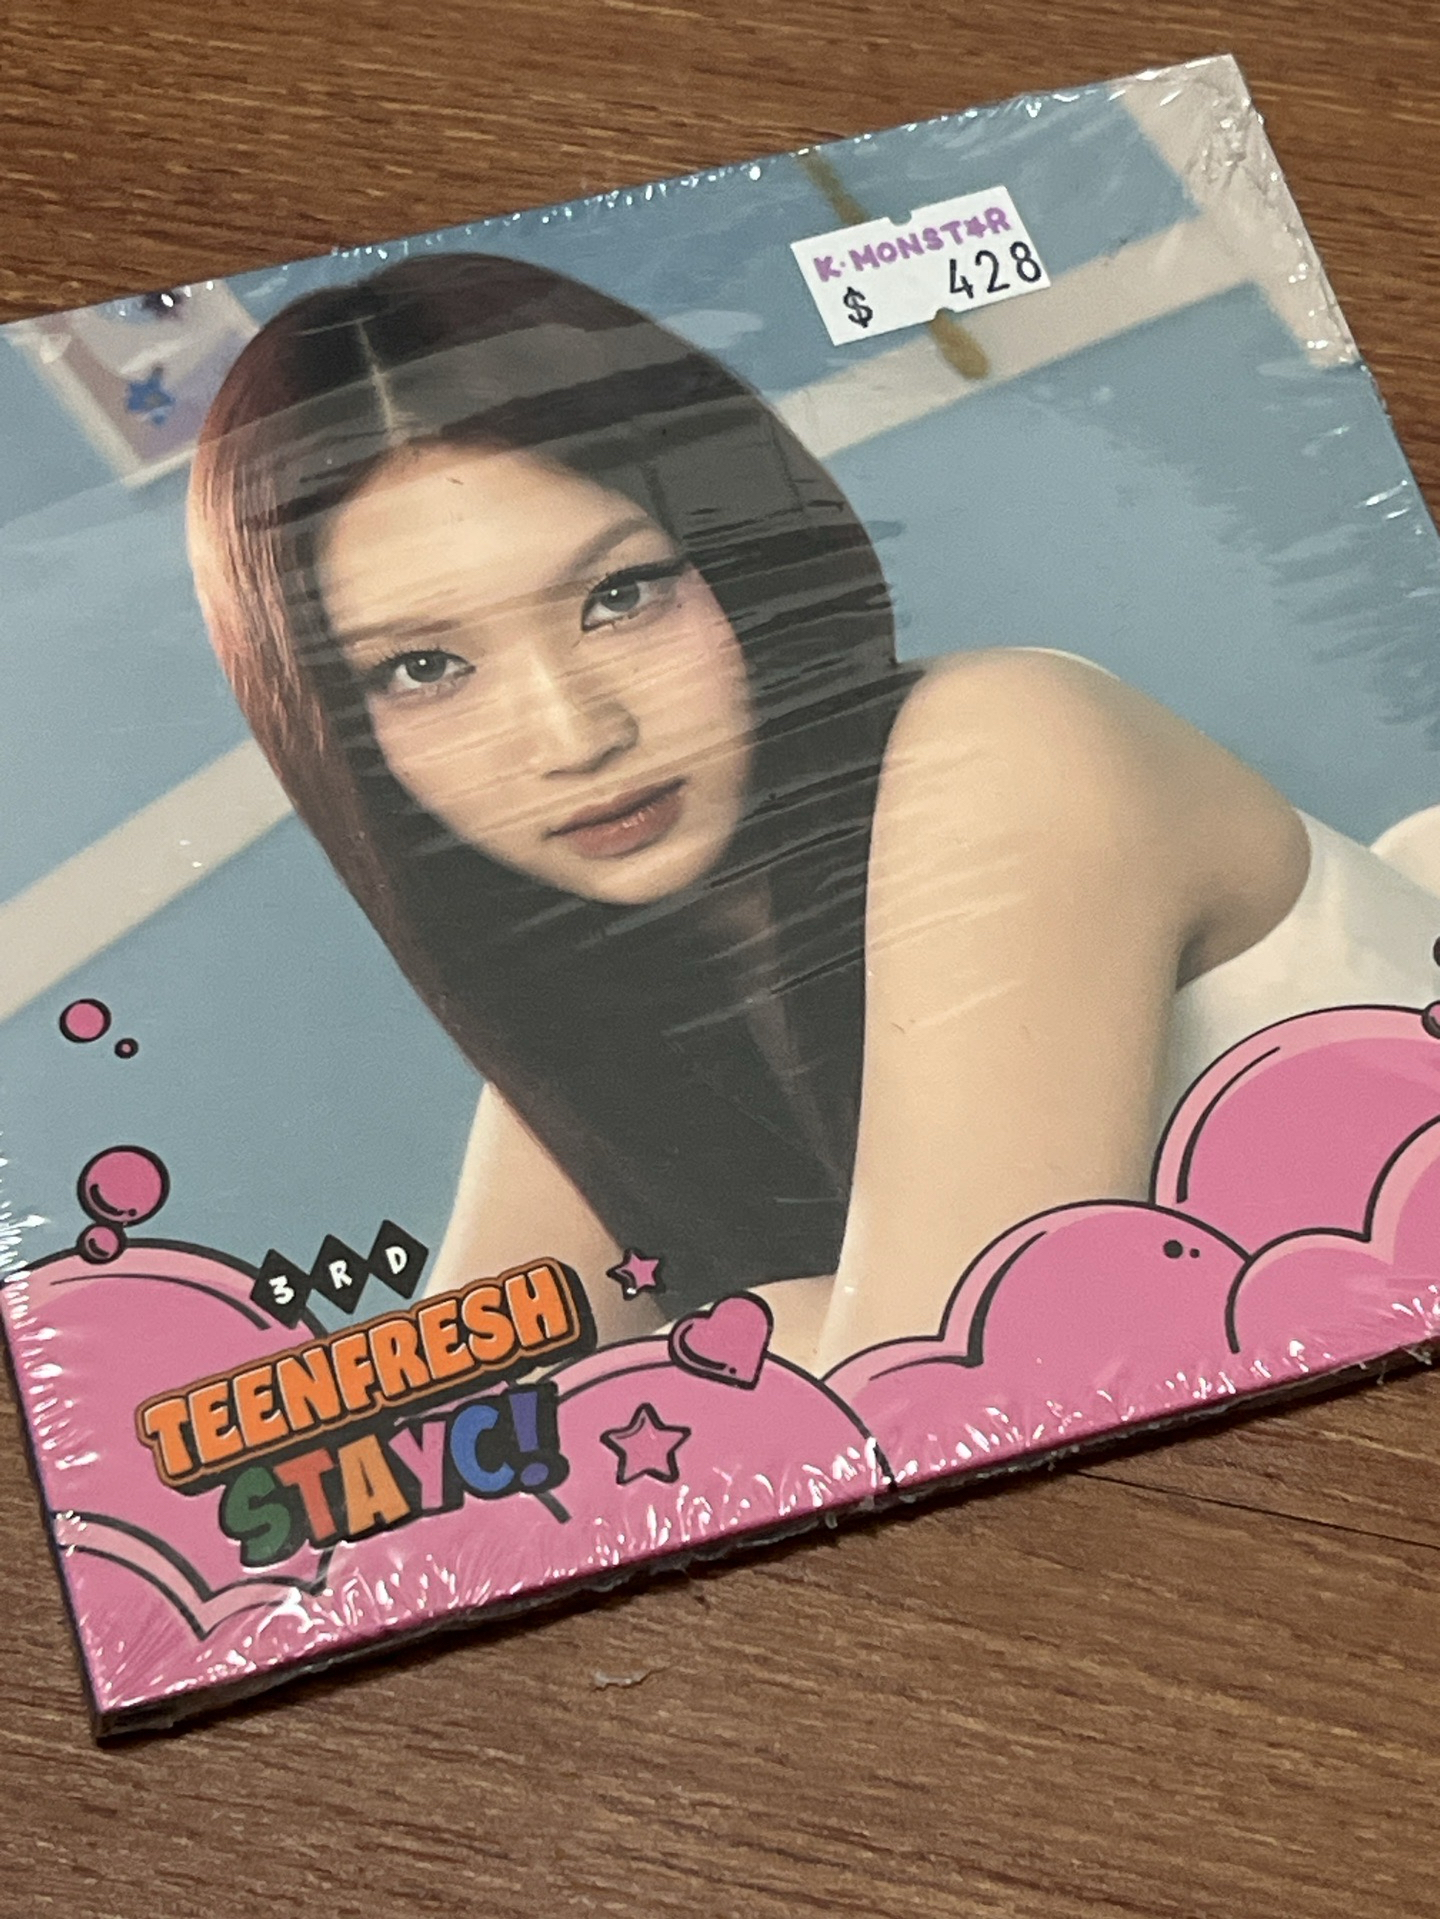 K·MONST★R
$ 428
3RD
TEENFRESH
STAYC!